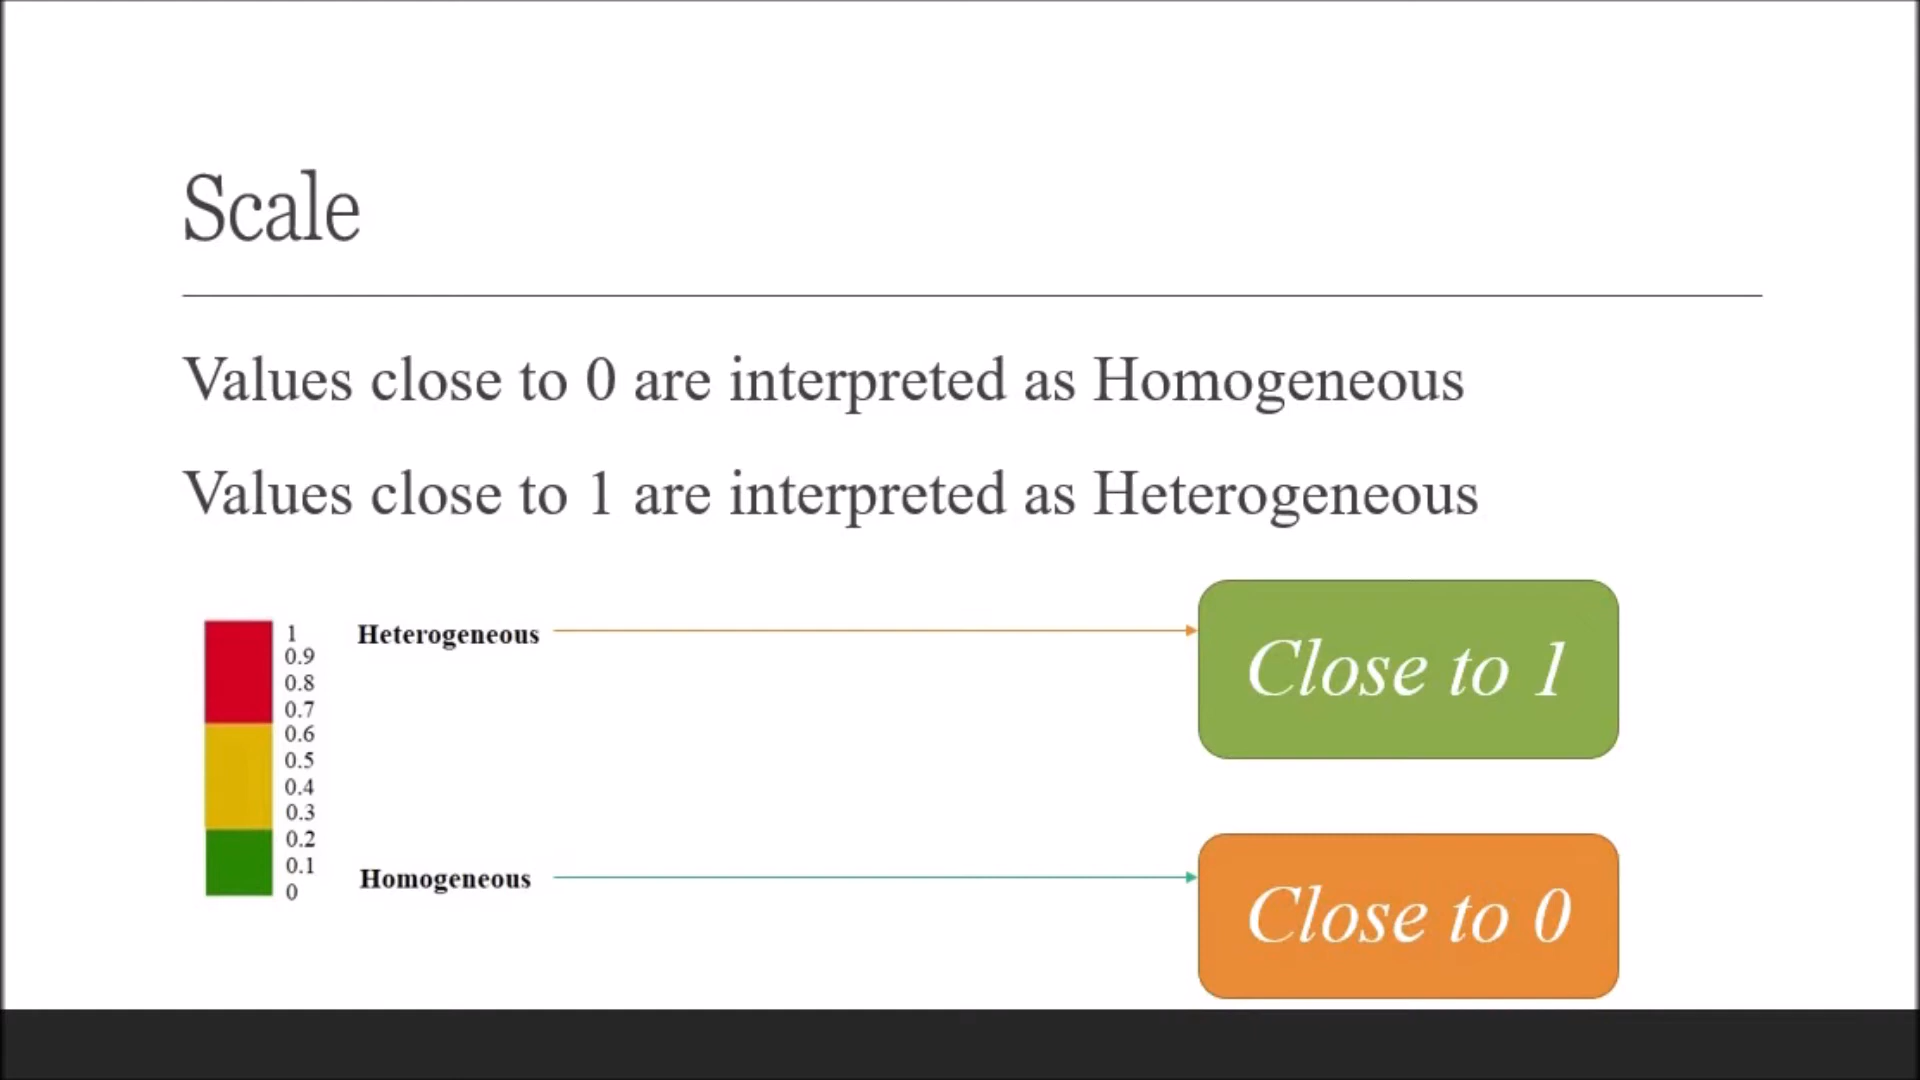 Scale
Values close to 0 are interpreted as Homogeneous
Values close to 1 are interpreted as Heterogeneous
1
0.9
0.8
0.7
0.6
0.5
0.4
0.3
0.2
0.1
0
Heterogeneous
Close to 1
Homogeneous
Close to 0